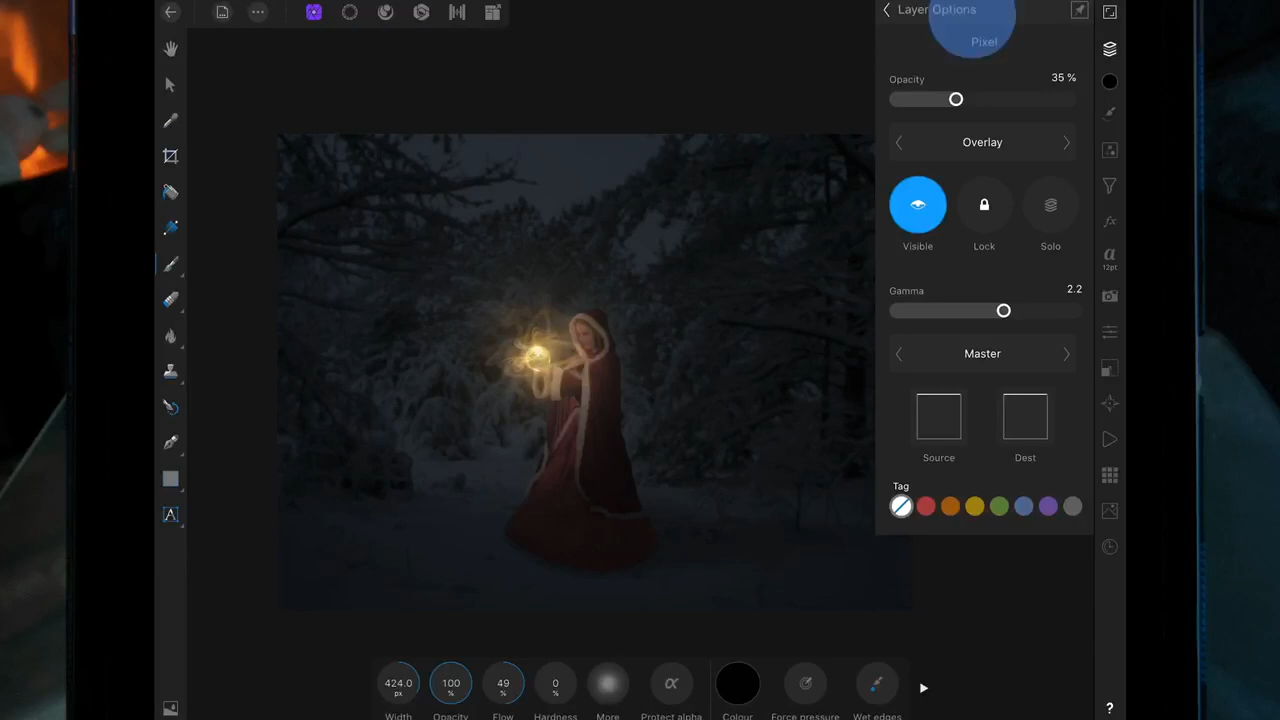 Layer Options
Pixel
Opacity
35 %
Overlay
Visible
Lock
Solo
Gamma
2.2
Master
Source
Dest
Tag
A
a
12pt
fx
424.0
px
100
%
49
%
0
%
α
Width
Opacity
Flow
Hardness
More
Protect alpha
Colour
Force pressure
Wet edges
?